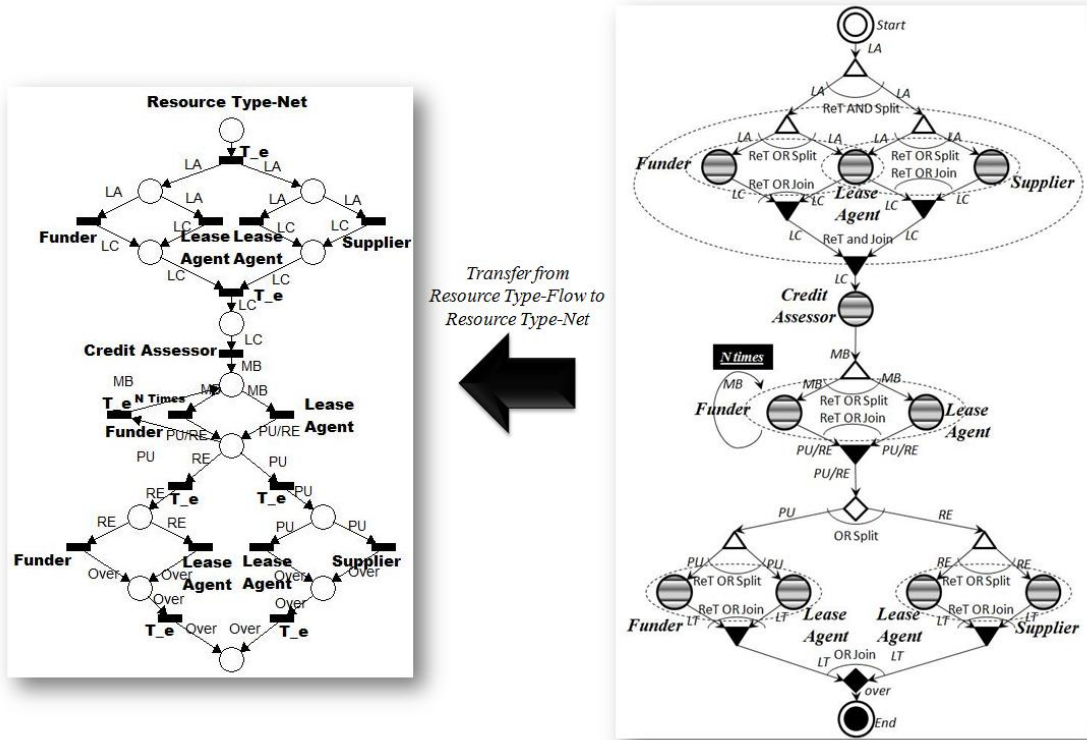 Resource Type-Net
T_e
LA
LA
LA
LA
LA
LA
Funder
LC
Lease
Agent
LC
Lease
Agent
LC
Supplier
LC
LC
LC
T_e
LC
LC
Credit Assessor
MB
MB
T_e
N Times
MB
MB
Lease
Agent
Funder
PU/RE
PU/RE
PU
RE
PU
RE
T_e
T_e
PU
RE
RE
PU
PU
Funder
Lease
Agent
Lease
Agent
Supplier
Over
Over
Over
Over
Over
Over
T_e
T_e
Over
Over
Transfer from
Resource Type-Flow to
Resource Type-Net
Start
LA
LA
LA
ReT AND Split
LA
LA
LA
LA
Funder
ReT OR Split
ReT OR Split
ReT OR Join
ReT OR Join
Supplier
LC
LC
Lease
Agent
LC
LC
LC
ReT and Join
LC
LC
Credit
Assessor
N times
MB
MB
MB
MB
Funder
ReT OR Split
ReT OR Join
Lease
Agent
PU/RE
PU/RE
PU/RE
PU
RE
OR Split
PU
PU
RE
RE
ReT OR Split
ReT OR Split
ReT OR Join
ReT OR Join
Funder
LT
LT
Lease
Agent
Lease
Agent
LT
LT
Supplier
LT
OR Join
LT
over
End